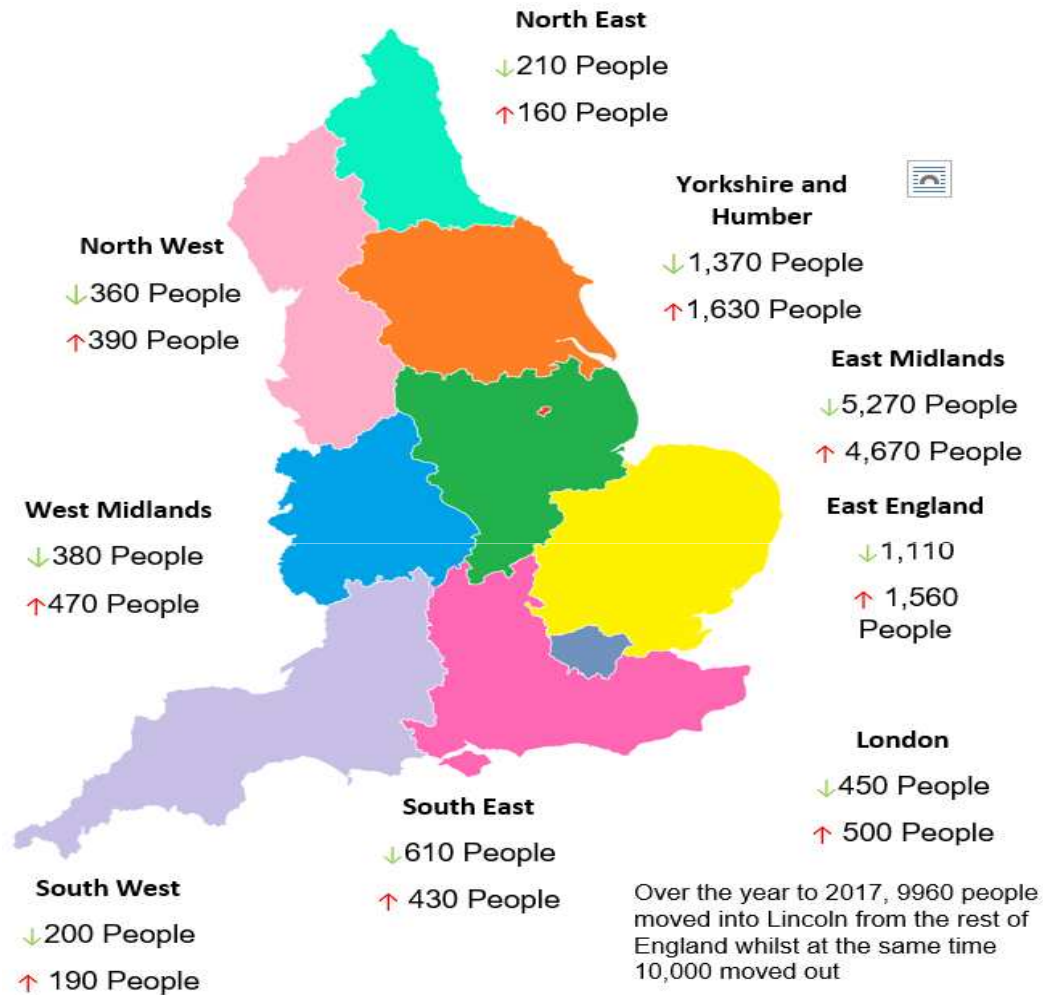 North East
↓210 People
↑160 People
Yorkshire and
Humber
↓1,370 People
↑1,630 People
North West
↓360 People
↑390 People
East Midlands
↓5,270 People
↑ 4,670 People
West Midlands
↓380 People
↑470 People
East England
↓1,110
↑ 1,560
People
London
↓450 People
↑ 500 People
South East
↓610 People
↑ 430 People
South West
↓200 People
↑ 190 People
Over the year to 2017, 9960 people
moved into Lincoln from the rest of
England whilst at the same time
10,000 moved out